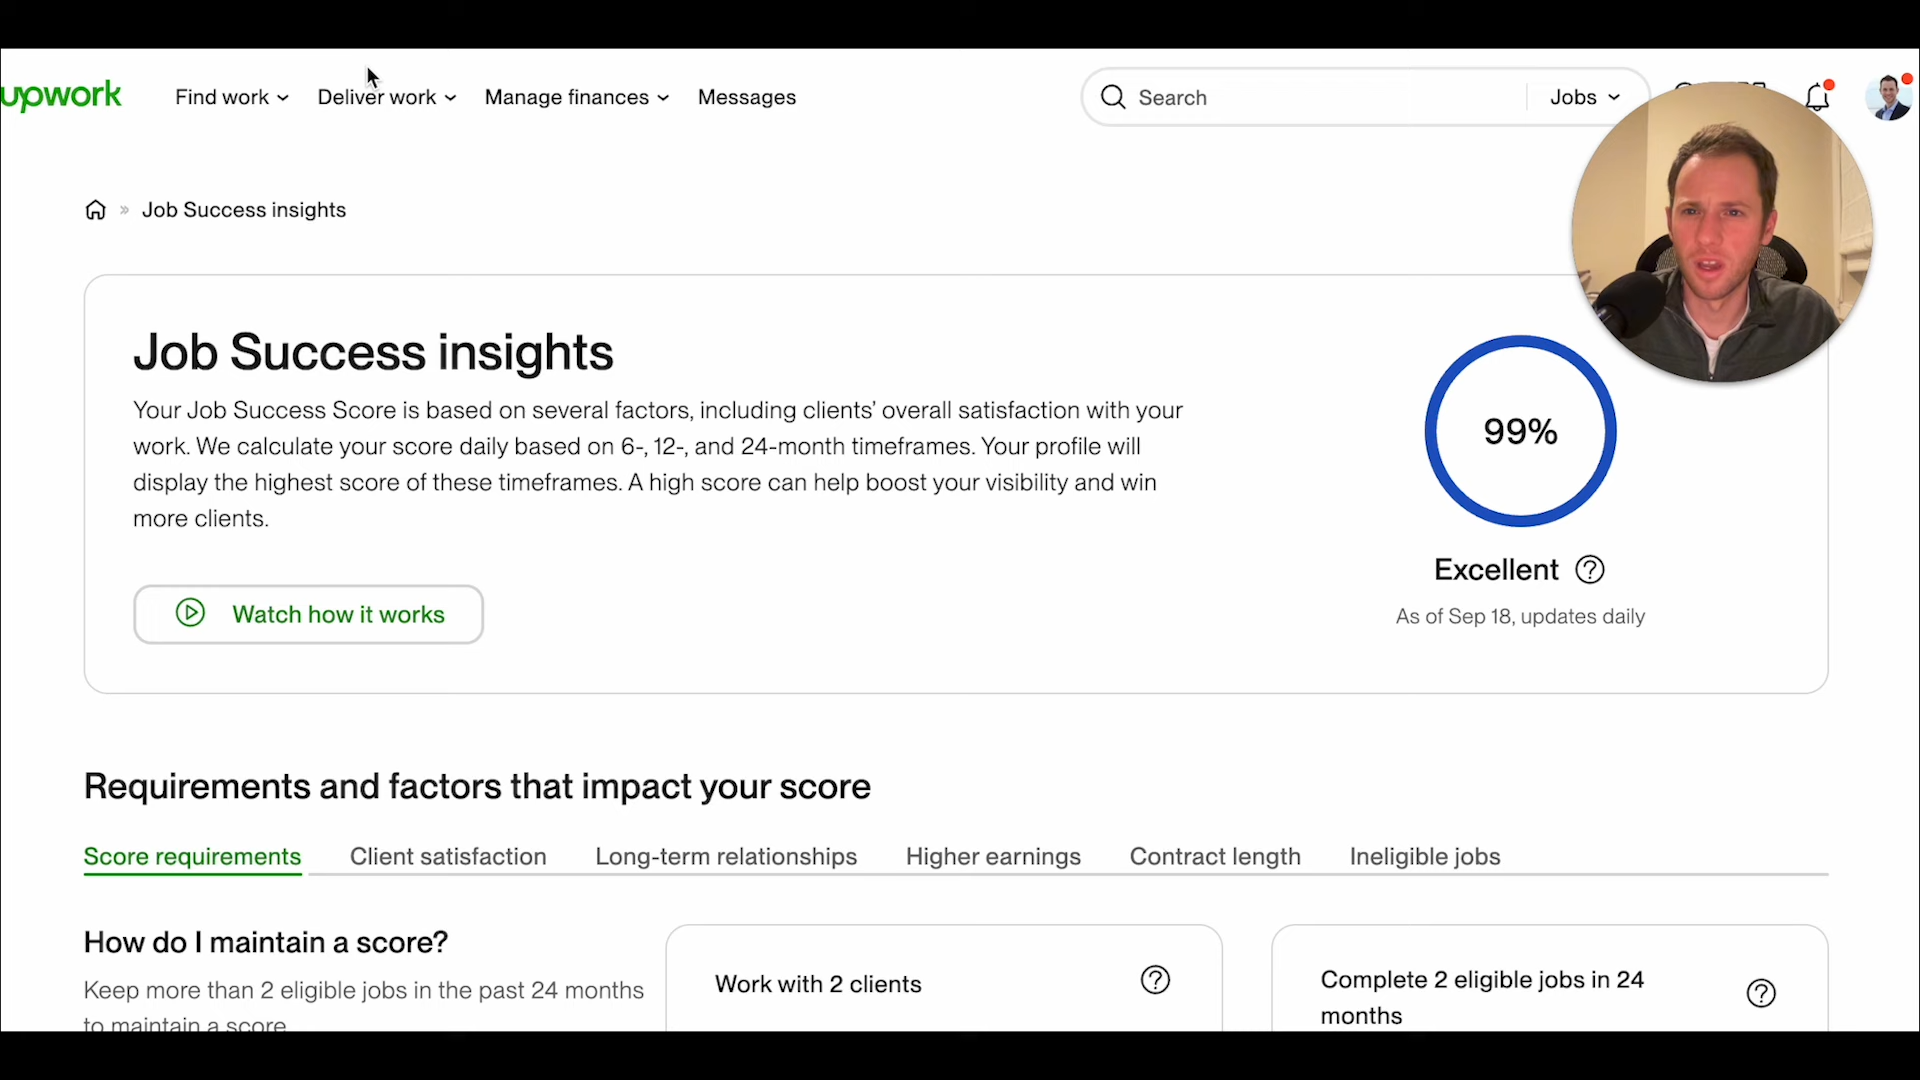 upwork
Find work
Deliver work
Manage finances
Messages
Search
Jobs
»
Job Success insights
Job Success insights
Your Job Success Score is based on several factors, including clients’ overall satisfaction with your
work. We calculate your score daily based on 6-, 12-, and 24-month timeframes. Your profile will
display the highest score of these timeframes. A high score can help boost your visibility and win
more clients.
Watch how it works
99%
Excellent
?
As of Sep 18, updates daily
Requirements and factors that impact your score
Score requirements
Client satisfaction
Long-term relationships
Higher earnings
Contract length
Ineligible jobs
How do I maintain a score?
Keep more than 2 eligible jobs in the past 24 months
to maintain a score
Work with 2 clients
?
Complete 2 eligible jobs in 24
months
?